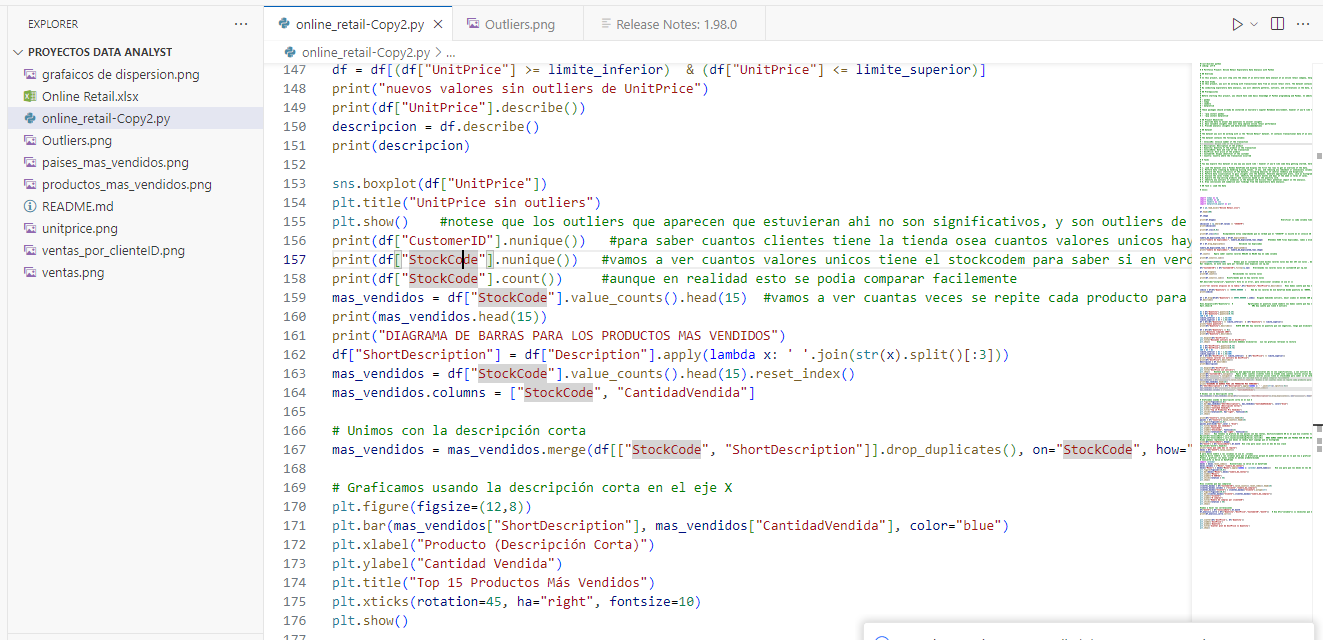 EXPLORER
PROYECTOS DATA ANALYST
grafaicos de dispersion.png
Online Retail.xlsx
online_retail-Copy2.py
Outliers.png
paises_mas_vendidos.png
productos_mas_vendidos.png
README.md
unitprice.png
ventas_por_clienteID.png
ventas.png
online_retail-Copy2.py
Outliers.png
Release Notes: 1.98.0
online_retail-Copy2.py > ...
147 df = df[(df["UnitPrice"] >= limite_inferior)  & (df["UnitPrice"] <= limite_superior)]
148 print("nuevos valores sin outliers de UnitPrice")
149 print(df["UnitPrice"].describe())
150 descripcion = df.describe()
151 print(descripcion)
152
153 sns.boxplot(df["UnitPrice"])
154 plt.title("UnitPrice sin outliers")
155 plt.show()    #notese que los outliers que aparecen que estuvieran ahi no son significativos, y son outliers de
156 print(df["CustomerID"].nunique())   #para saber cuantos clientes tiene la tienda osea cuantos valores unicos hay
157 print(df["StockCode"].nunique())   #vamos a ver cuantos valores unicos tiene el stockcodem para saber si en verd
158 print(df["StockCode"].count())     #aunque en realidad esto se podia comparar facilemente
159 mas_vendidos = df["StockCode"].value_counts().head(15)  #vamos a ver cuantas veces se repite cada producto para
160 print(mas_vendidos.head(15))
161 print("DIAGRAMA DE BARRAS PARA LOS PRODUCTOS MAS VENDIDOS")
162 df["ShortDescription"] = df["Description"].apply(lambda x: ' '.join(str(x).split()[:3]))
163 mas_vendidos = df["StockCode"].value_counts().head(15).reset_index()
164 mas_vendidos.columns = ["StockCode", "CantidadVendida"]
165
166 # Unimos con la descripción corta
167 mas_vendidos = mas_vendidos.merge(df[["StockCode", "ShortDescription"]].drop_duplicates(), on="StockCode", how="
168
169 # Graficamos usando la descripción corta en el eje X
170 plt.figure(figsize=(12,8))
171 plt.bar(mas_vendidos["ShortDescription"], mas_vendidos["CantidadVendida"], color="blue")
172 plt.xlabel("Producto (Descripción Corta)")
173 plt.ylabel("Cantidad Vendida")
174 plt.title("Top 15 Productos Más Vendidos")
175 plt.xticks(rotation=45, ha="right", fontsize=10)
176 plt.show()
177